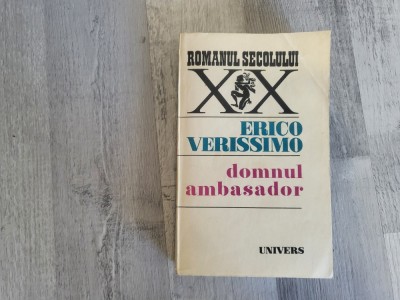 ROMANUL SECOLULUI
XX
ERICO
VERISSIMO
domnul
ambasador
UNIVERS